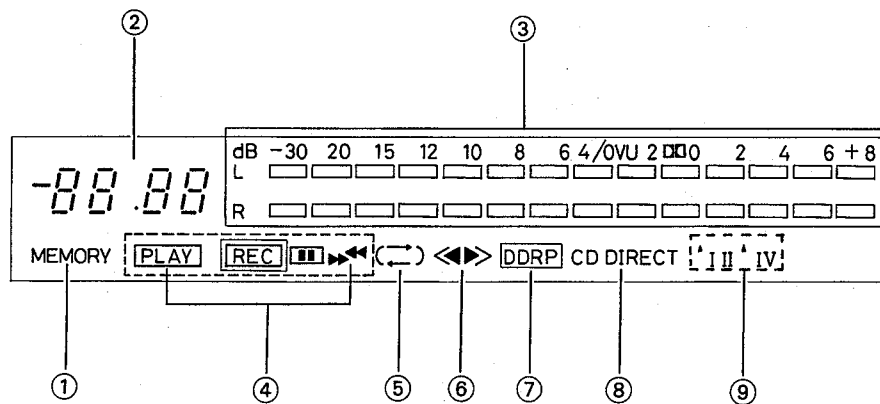 ② ③
dB -30 20 15 12 10 8 6 4/0VU 2 0 2 4 6 +8
L
-88.88
R
MEMORY PLAY REC CD DIRECT DDRP I II IV
① ④ ⑤ ⑥ ⑦ ⑧ ⑨